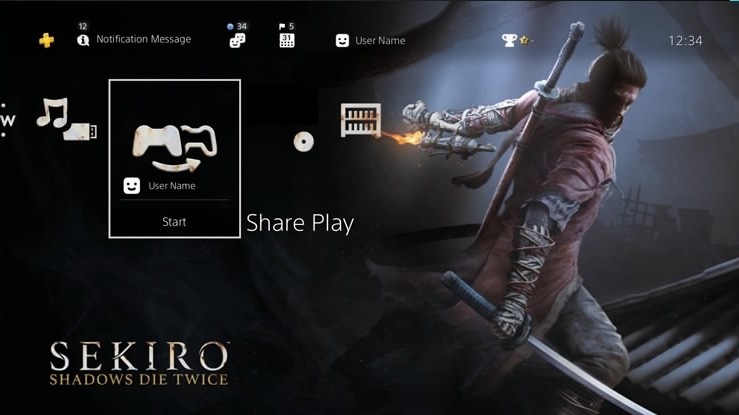 12
Notification Message
34
5
31
User Name
12:34
W
User Name
Start
Share Play
SEKIRO
SHADOWS DIE TWICE